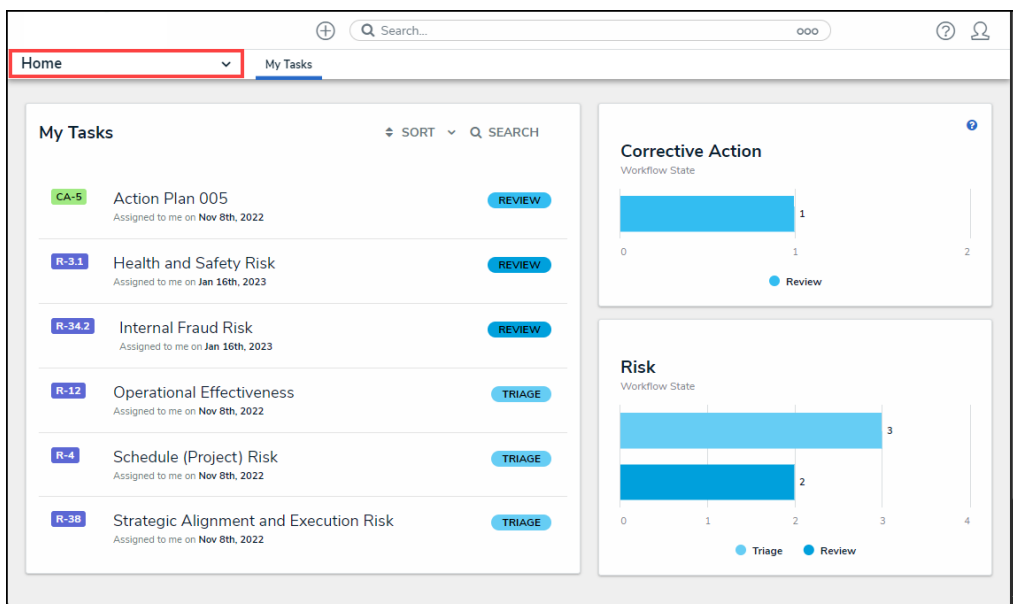 Search...
ooo
Home
My Tasks
My Tasks
SORT
SEARCH
CA-5
Action Plan 005
REVIEW
Assigned to me on Nov 8th, 2022
R-3.1
Health and Safety Risk
REVIEW
Assigned to me on Jan 16th, 2023
R-34.2
Internal Fraud Risk
REVIEW
Assigned to me on Jan 16th, 2023
R-12
Operational Effectiveness
TRIAGE
Assigned to me on Nov 8th, 2022
R-4
Schedule (Project) Risk
TRIAGE
Assigned to me on Nov 8th, 2022
R-38
Strategic Alignment and Execution Risk
TRIAGE
Assigned to me on Nov 8th, 2022
?
Corrective Action
Workflow State
1
0 1 2
Review
Risk
Workflow State
3
2
0 1 2 3 4
Triage Review